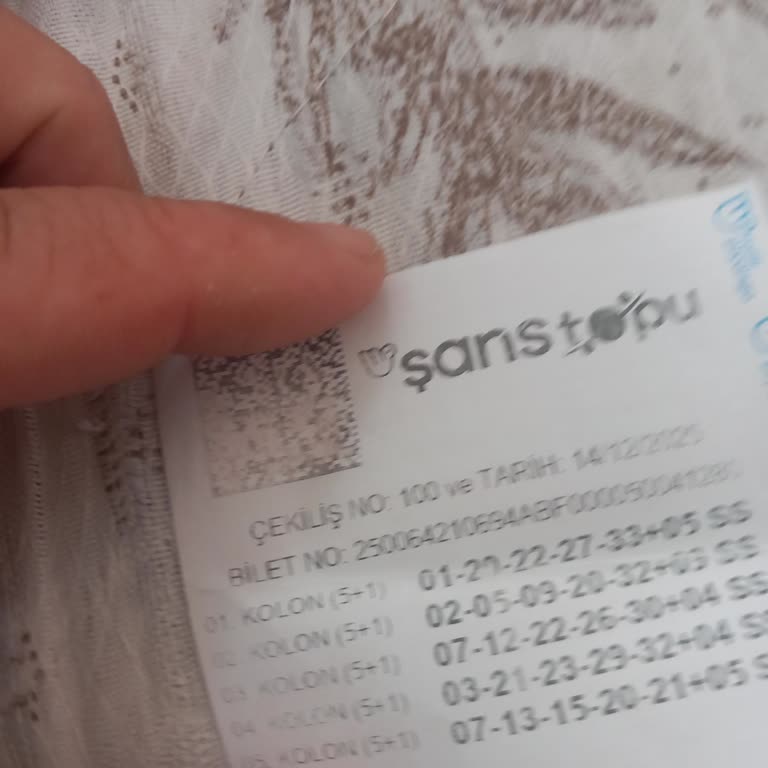 şans topu
ÇEKİLİŞ NO: 100 ve TARİH: 14/12/2025
BİLET NO:
01. KOLON (5+1) 01-20-22-27-33+05 SS
02. KOLON (5+1) 02-05-09-20-32+03 SS
03. KOLON (5+1) 07-12-22-26-30+04 SS
04. KOLON (5+1) 03-21-23-29-32+04
05. KOLON (5+1) 07-13-15-20-21+05